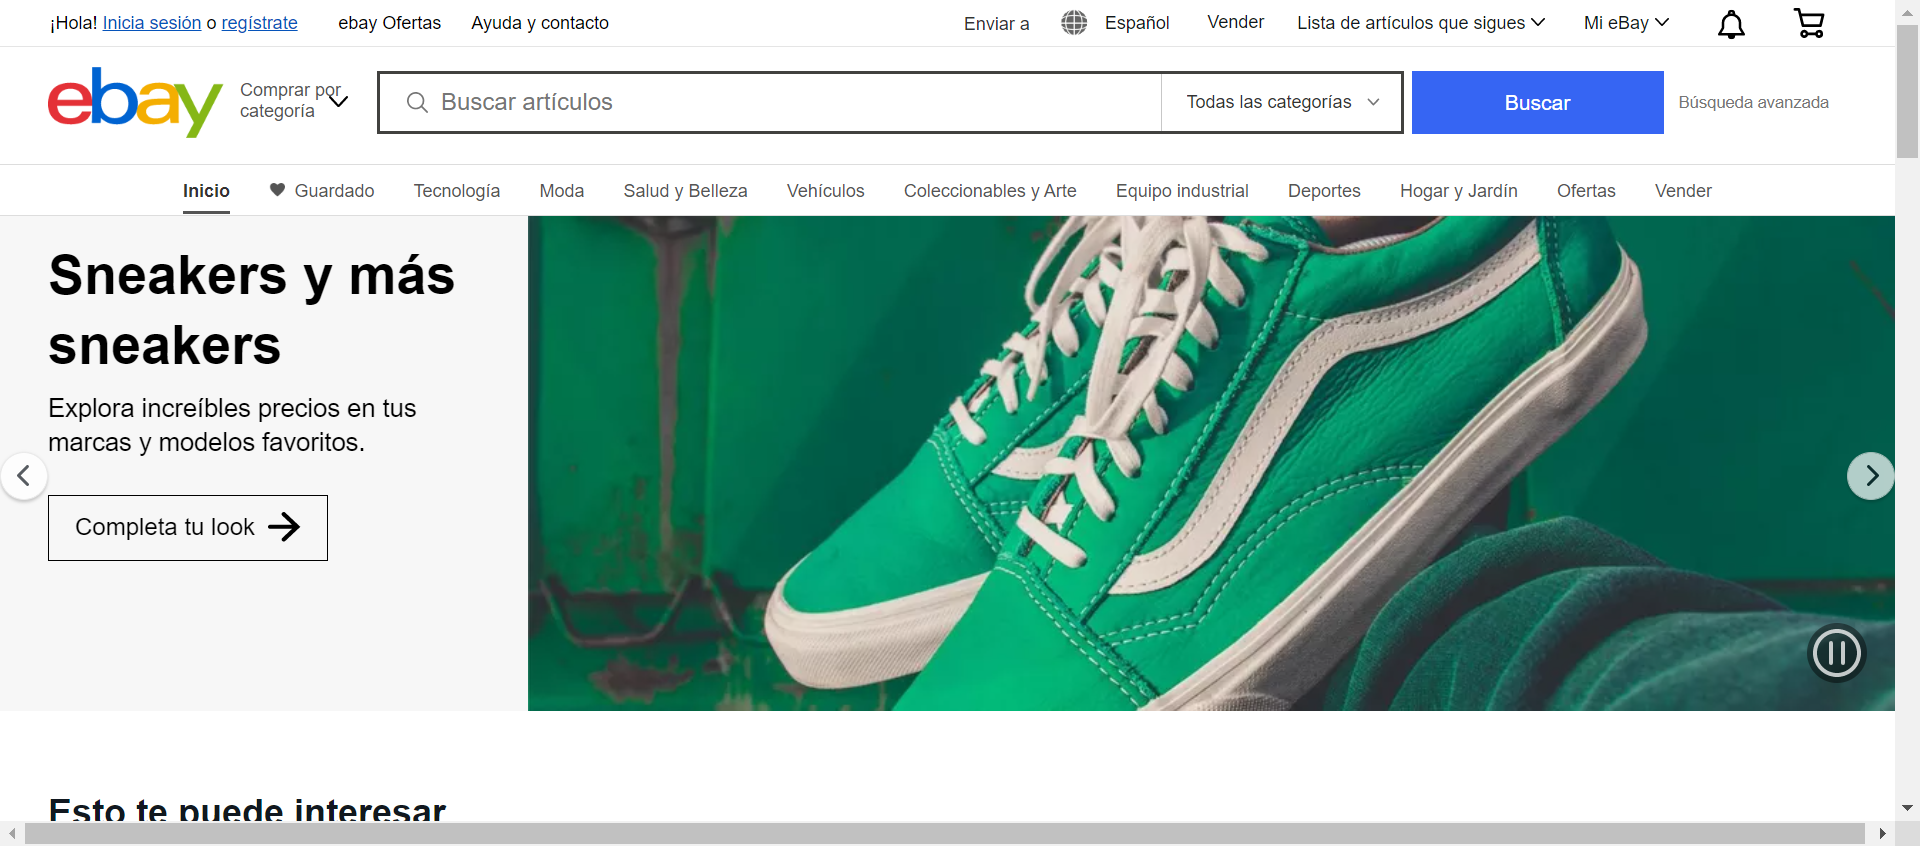 ¡Hola! Inicia sesión o regístrate ebay Ofertas Ayuda y contacto Enviar a Español Vender Lista de artículos que sigues Mi eBay
ebay
Comprar por
categoría
Buscar artículos Todas las categorías Buscar Búsqueda avanzada
Inicio Guardado Tecnología Moda Salud y Belleza Vehículos Coleccionables y Arte Equipo industrial Deportes Hogar y Jardín Ofertas Vender
Sneakers y más
sneakers
Explora increíbles precios en tus
marcas y modelos favoritos.
Completa tu look
Esto te puede interesar